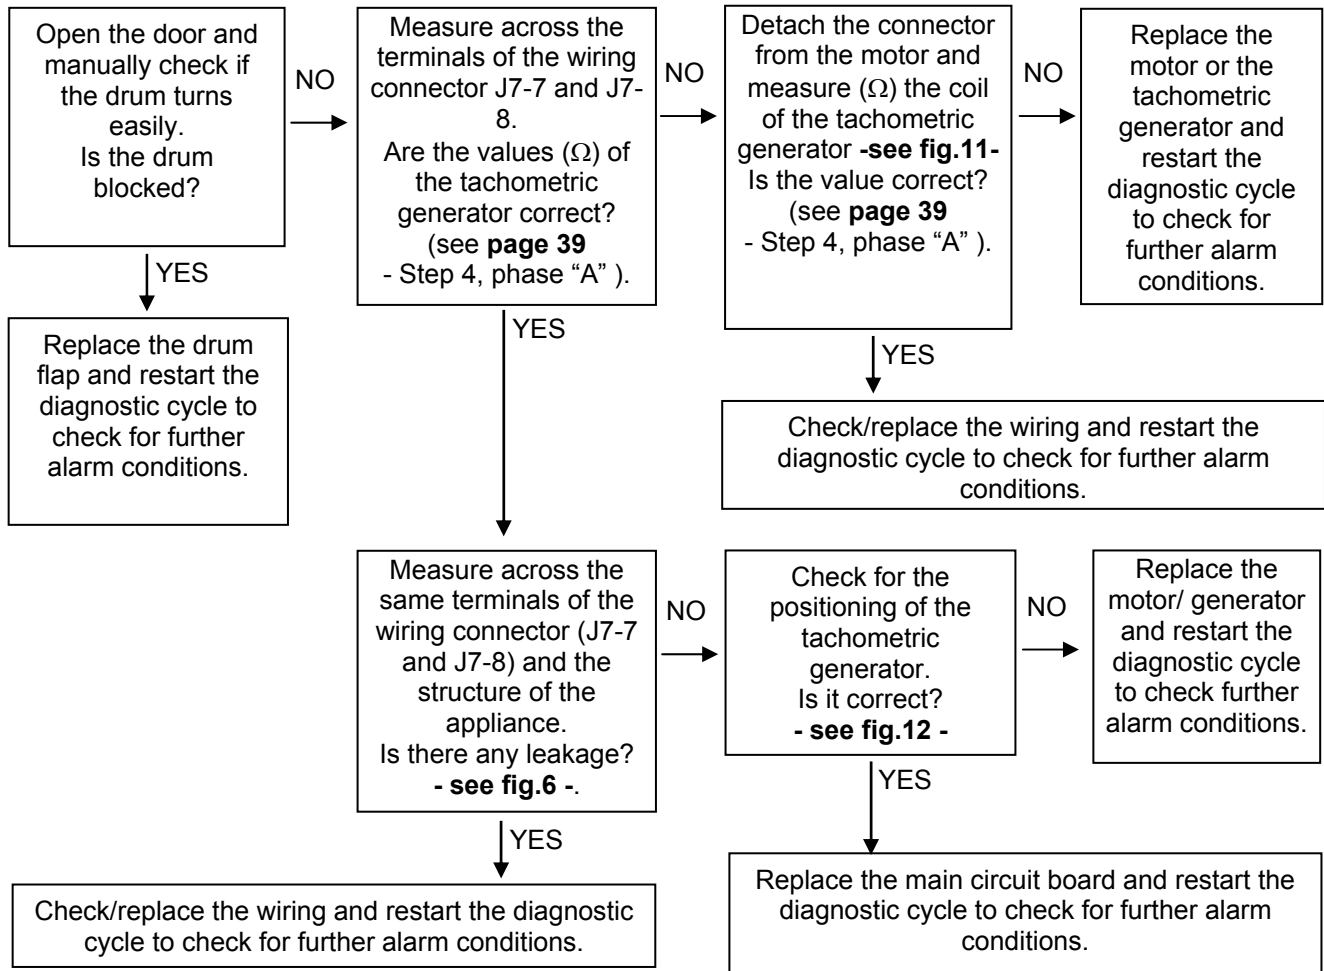 Open the door and
manually check if
the drum turns
easily.
Is the drum
blocked?
NO
Measure across the
terminals of the wiring
connector J7-7 and J7-
8.
Are the values (Ω) of
the tachometric
generator correct?
(see page 39
- Step 4, phase “A” ).
NO
Detach the connector
from the motor and
measure (Ω) the coil
of the tachometric
generator -see fig.11-
Is the value correct?
(see page 39
- Step 4, phase “A” ).
NO
Replace the
motor or the
tachometric
generator and
restart the
diagnostic cycle
to check for
further alarm
conditions.
YES
Replace the drum
flap and restart the
diagnostic cycle to
check for further
alarm conditions.
YES
YES
Check/replace the wiring and restart the
diagnostic cycle to check for further alarm
conditions.
Measure across the
same terminals of the
wiring connector (J7-7
and J7-8) and the
structure of the
appliance.
Is there any leakage?
- see fig.6 -.
NO
Check for the
positioning of the
tachometric
generator.
Is it correct?
- see fig.12 -
NO
Replace the
motor/ generator
and restart the
diagnostic cycle
to check further
alarm conditions.
YES
Check/replace the wiring and restart the diagnostic
cycle to check for further alarm conditions.
YES
Replace the main circuit board and restart the
diagnostic cycle to check for further alarm
conditions.